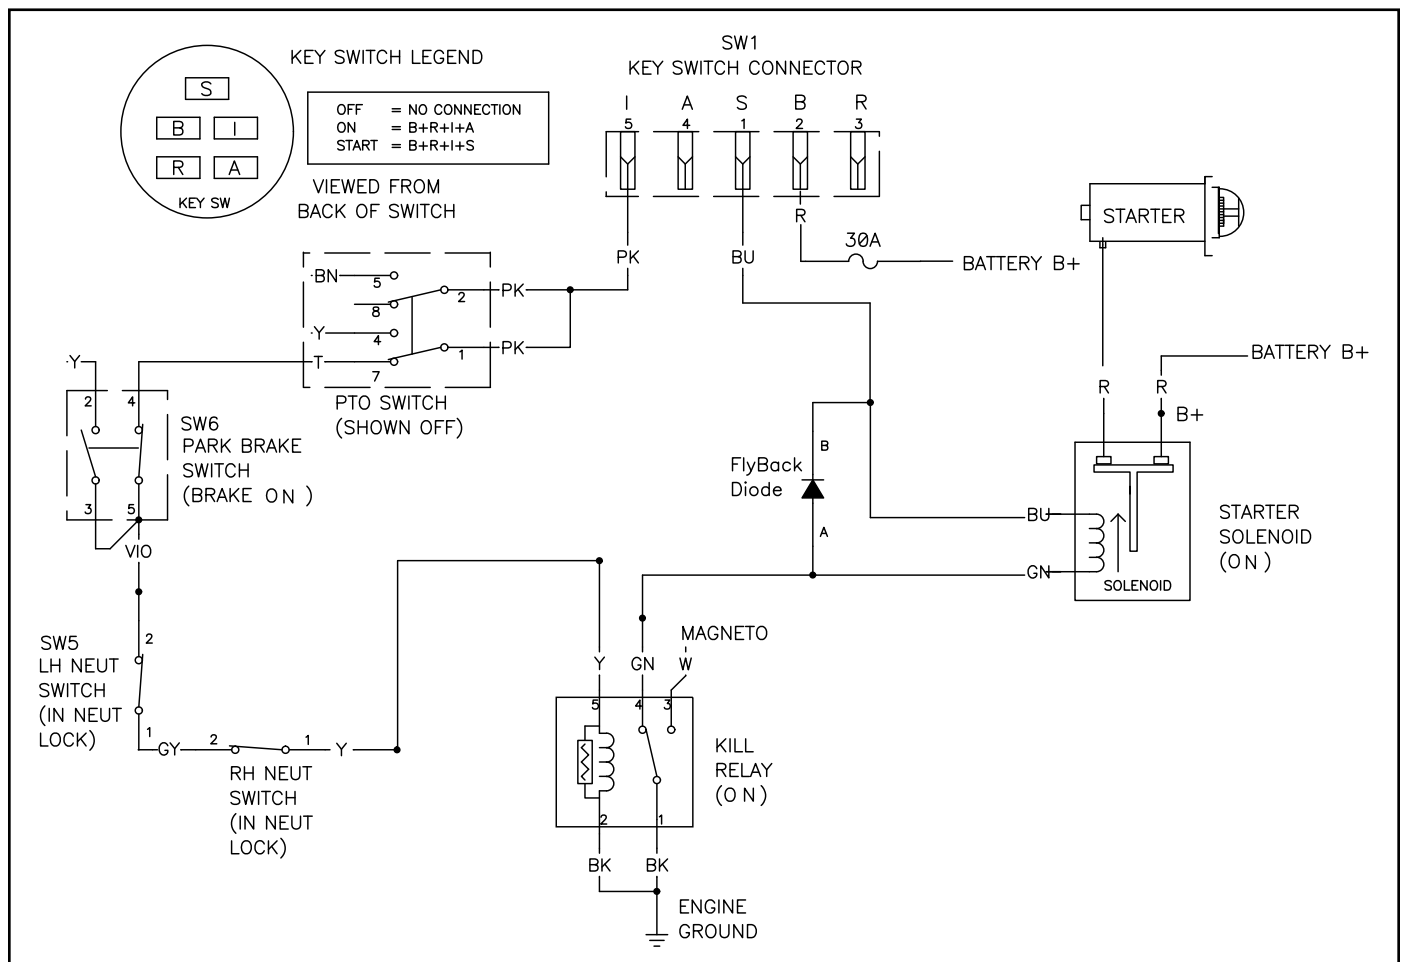 KEY SWITCH LEGEND
S
B I
R A
KEY SW
OFF = NO CONNECTION
ON = B+R+I+A
START = B+R+I+S
VIEWED FROM
BACK OF SWITCH
SW1
KEY SWITCH CONNECTOR
I A S B R
5 4 1 2 3
PK
BU
R
30A
BATTERY B+
STARTER
R
R
BATTERY B+
B+
BN
5
8
Y
4
T
7
2
PK
1
PK
PTO SWITCH
(SHOWN OFF)
Y
2 4
3 5
SW6
PARK BRAKE
SWITCH
(BRAKE ON)
VIO
FlyBack
Diode
B
A
BU
GN
SOLENOID
STARTER
SOLENOID
(ON)
SW5
LH NEUT
SWITCH
(IN NEUT
LOCK)
2
1
GY
2
1
Y
RH NEUT
SWITCH
(IN NEUT
LOCK)
MAGNETO
Y GN W
5 4 3
2 1
KILL
RELAY
(ON)
BK BK
ENGINE
GROUND